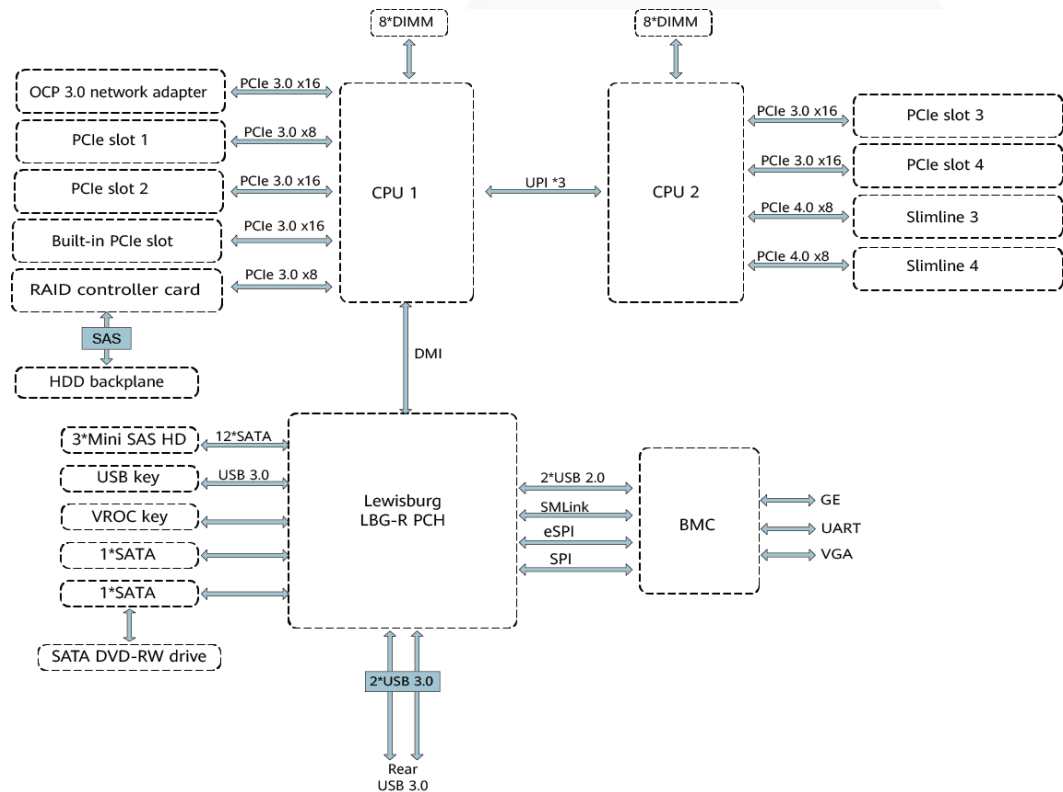 8*DIMM
8*DIMM
OCP 3.0 network adapter
PCIe 3.0 x16
PCIe slot 1
PCIe 3.0 x8
PCIe slot 2
PCIe 3.0 x16
Built-in PCIe slot
PCIe 3.0 x16
RAID controller card
PCIe 3.0 x8
SAS
HDD backplane
CPU 1
UPI *3
CPU 2
PCIe 3.0 x16
PCIe slot 3
PCIe 3.0 x16
PCIe slot 4
PCIe 4.0 x8
Slimline 3
PCIe 4.0 x8
Slimline 4
DMI
3*Mini SAS HD
12*SATA
USB key
USB 3.0
VROC key
1*SATA
1*SATA
SATA DVD-RW drive
Lewisburg
LBG-R PCH
2*USB 2.0
SMLink
eSPI
SPI
BMC
GE
UART
VGA
2*USB 3.0
Rear
USB 3.0